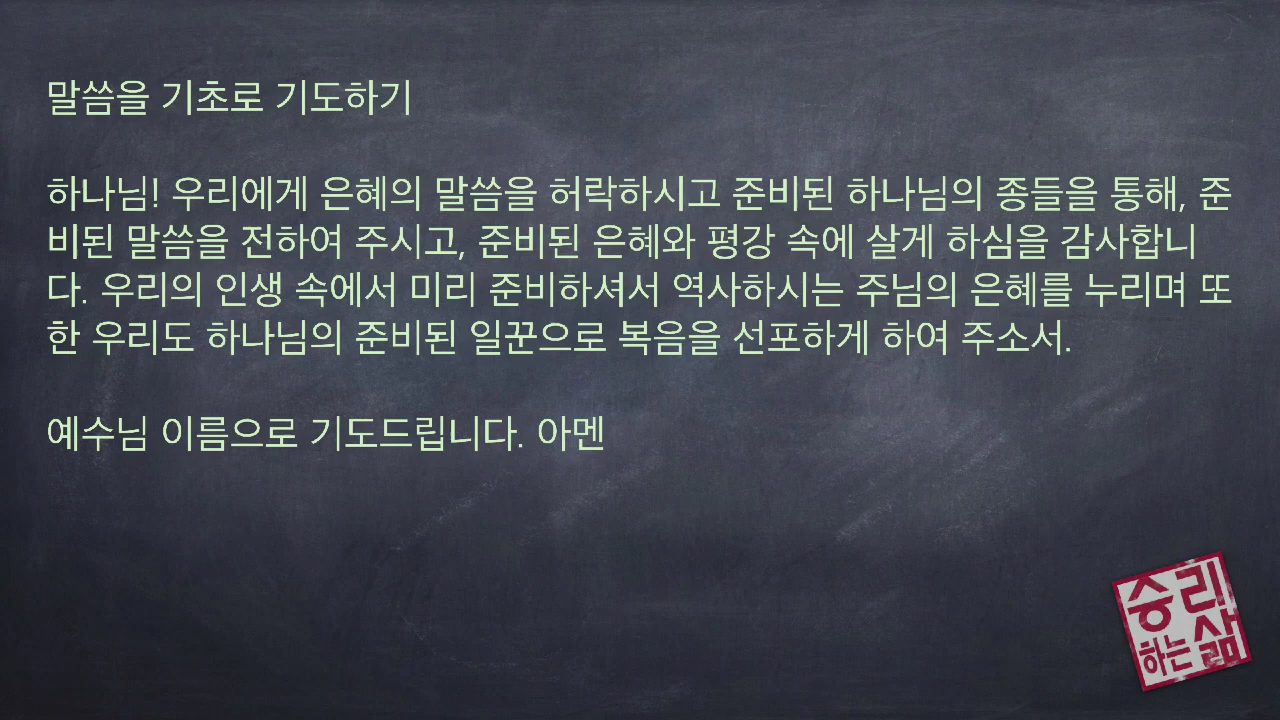 말씀을 기초로 기도하기
하나님! 우리에게 은혜의 말씀을 허락하시고 준비된 하나님의 종들을 통해, 준
비된 말씀을 전하여 주시고, 준비된 은혜와 평강 속에 살게 하심을 감사합니
다. 우리의 인생 속에서 미리 준비하셔서 역사하시는 주님의 은혜를 누리며 또
한 우리도 하나님의 준비된 일꾼으로 복음을 선포하게 하여 주소서.
예수님 이름으로 기도드립니다. 아멘
승리
하는 삶